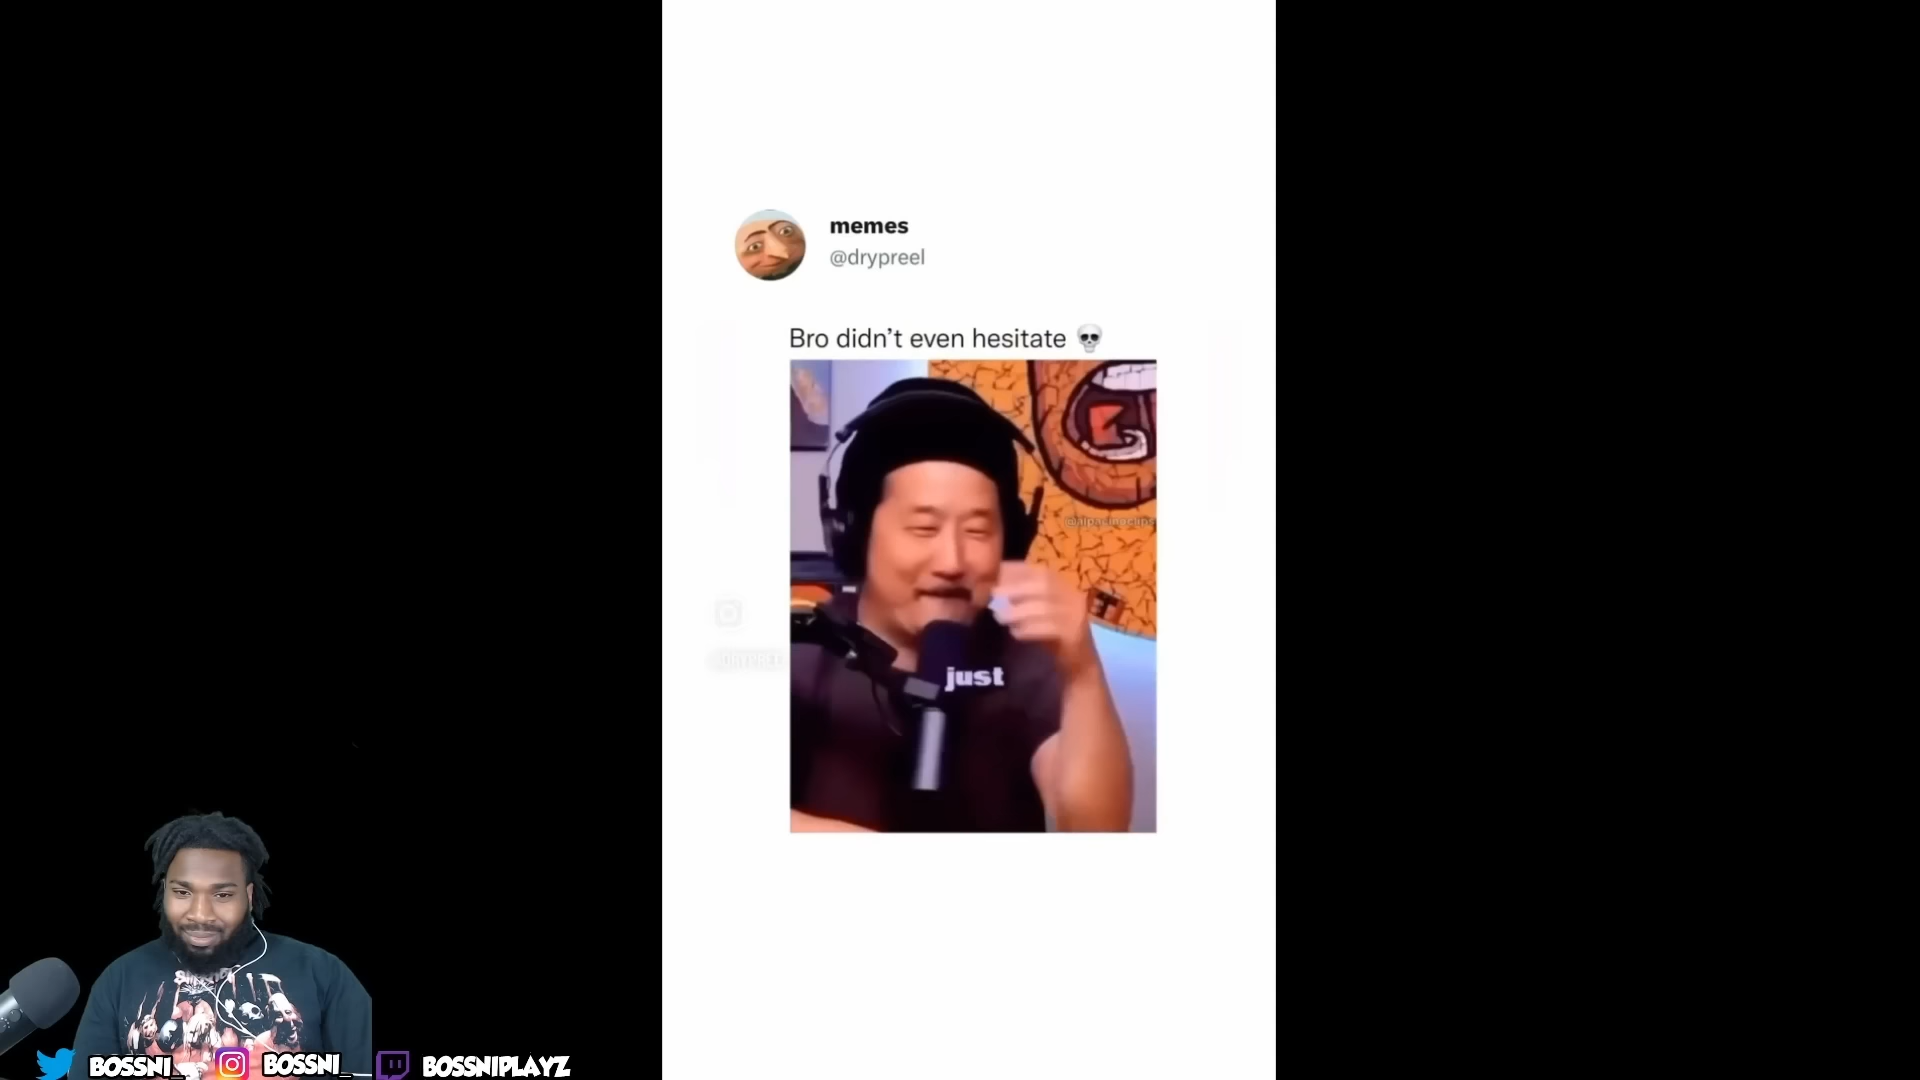 memes
@drypreel
Bro didn't even hesitate 💀
just
BOSSNI_
BOSSNI_
BOSSNIPLAYZ